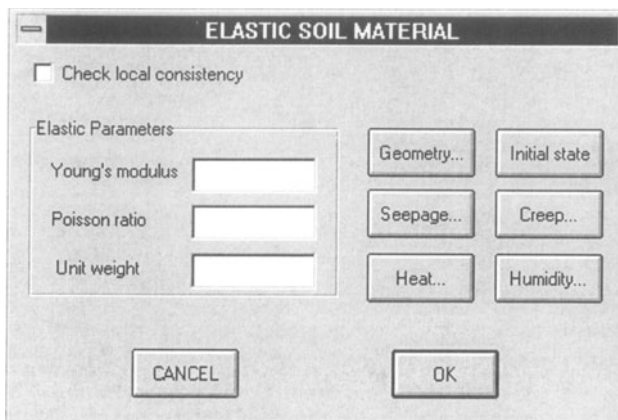 ELASTIC SOIL MATERIAL
Check local consistency
Elastic Parameters
Young's modulus
Poisson ratio
Unit weight
Geometry...
Initial state
Seepage...
Creep...
Heat...
Humidity...
CANCEL
OK